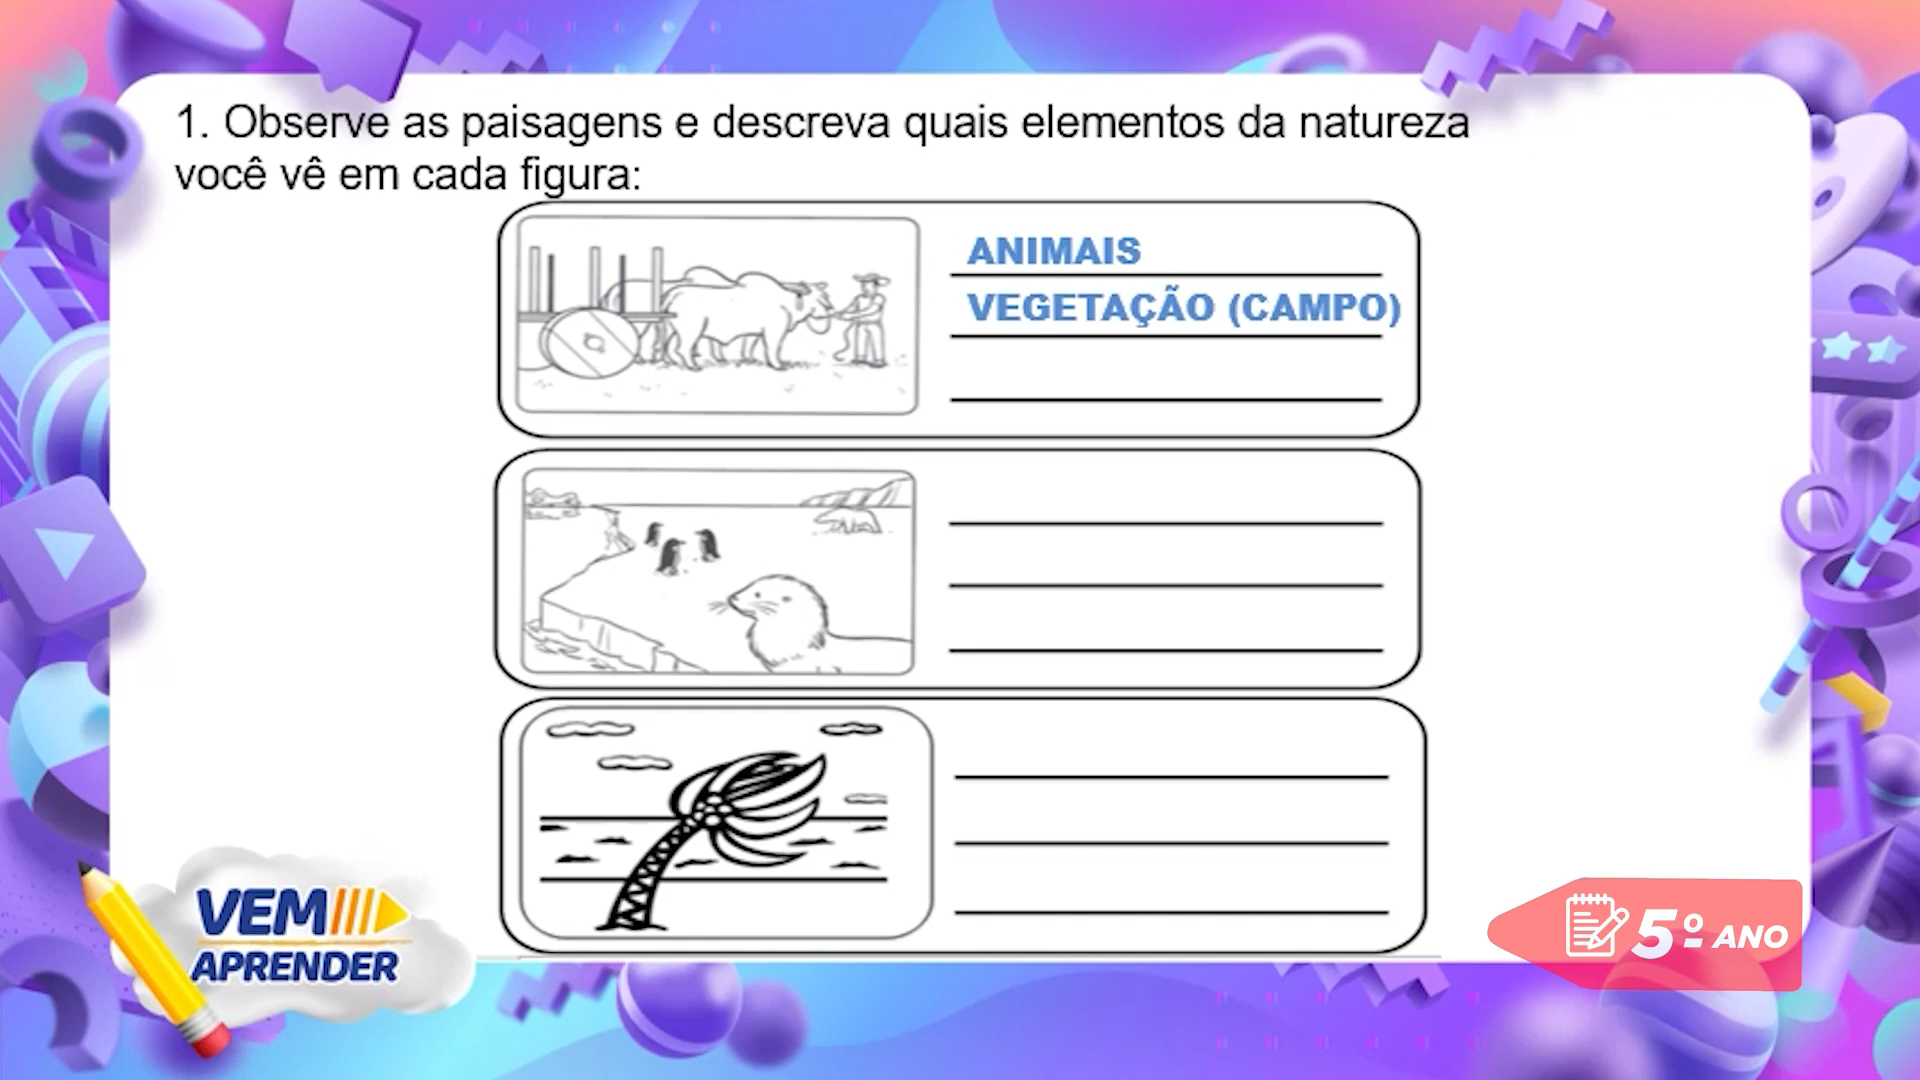 1. Observe as paisagens e descreva quais elementos da natureza
você vê em cada figura:
ANIMAIS
VEGETAÇÃO (CAMPO)
VEM
APRENDER
5º ANO